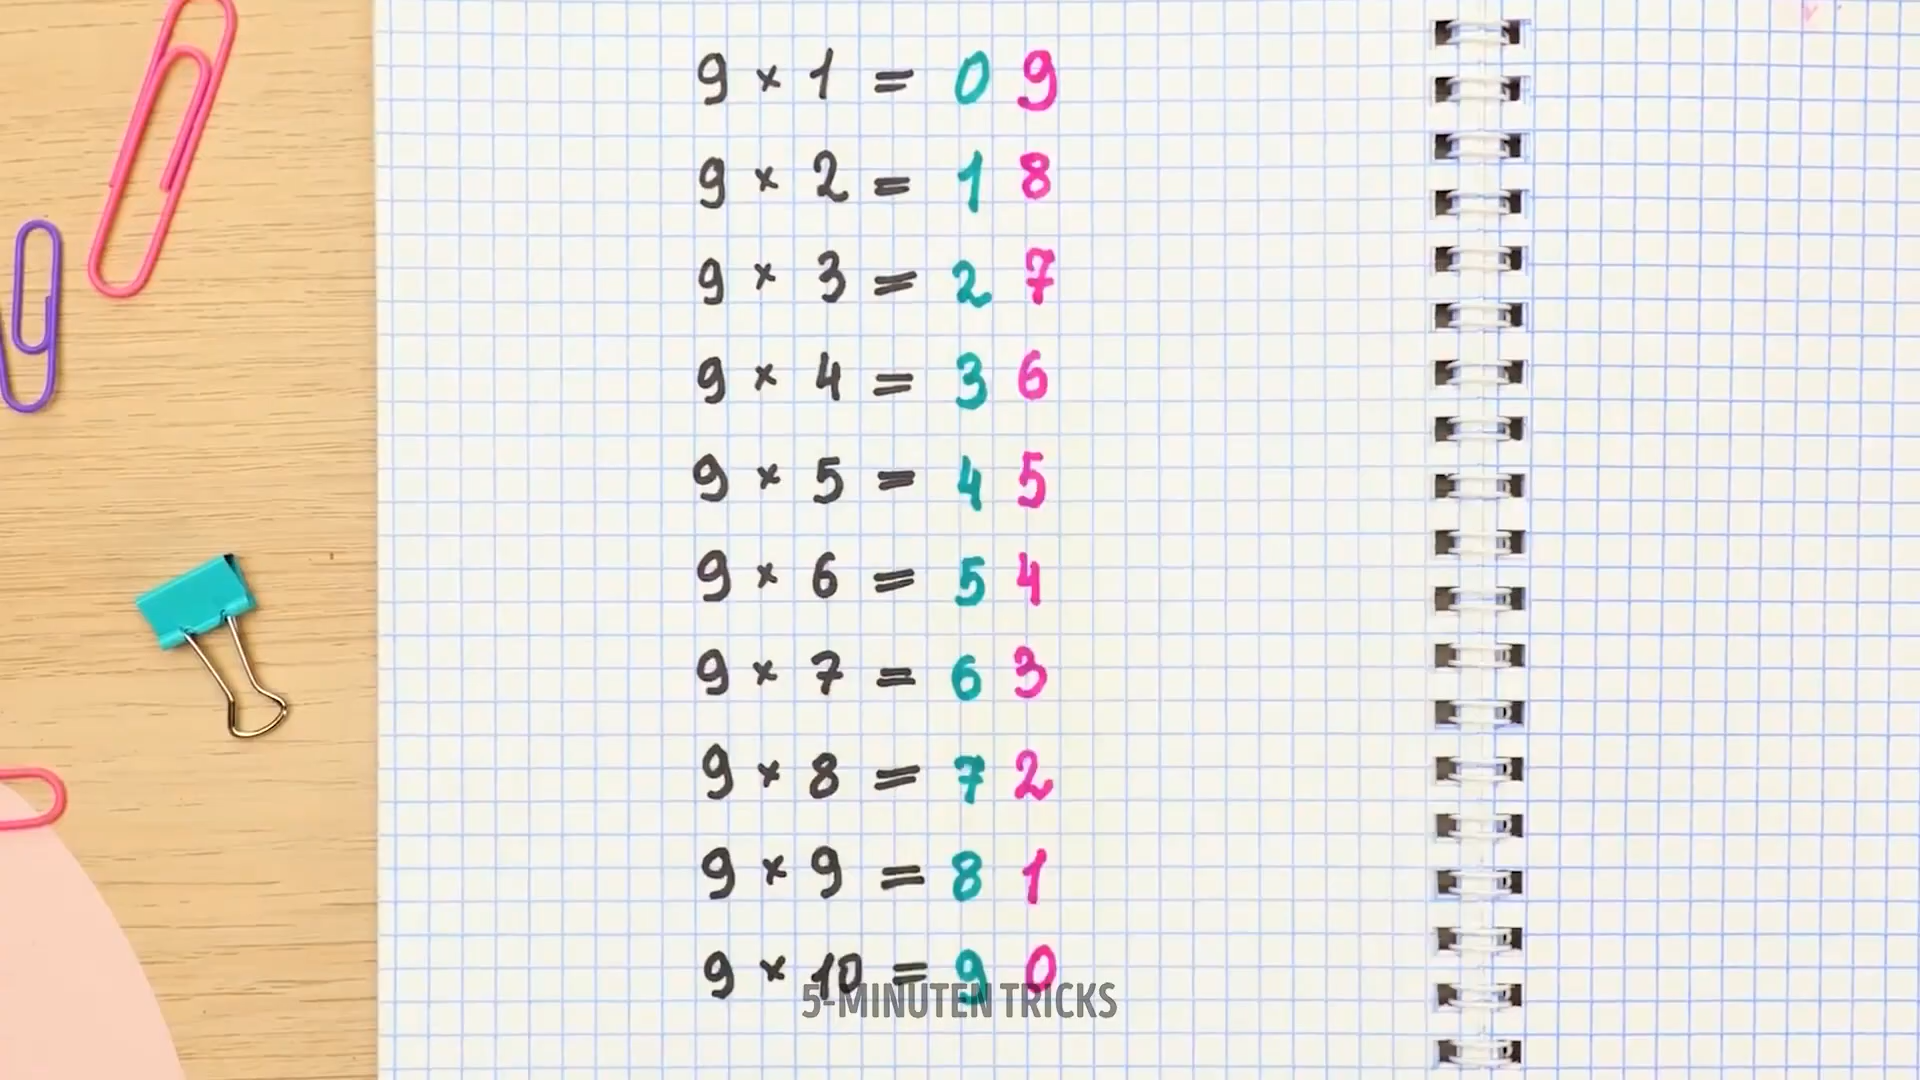 9 × 1 = 0 9
9 × 2 = 1 8
9 × 3 = 2 7
9 × 4 = 3 6
9 × 5 = 4 5
9 × 6 = 5 4
9 × 7 = 6 3
9 × 8 = 7 2
9 × 9 = 8 1
9 × 10 = 9 0
5-MINUTEN TRICKS